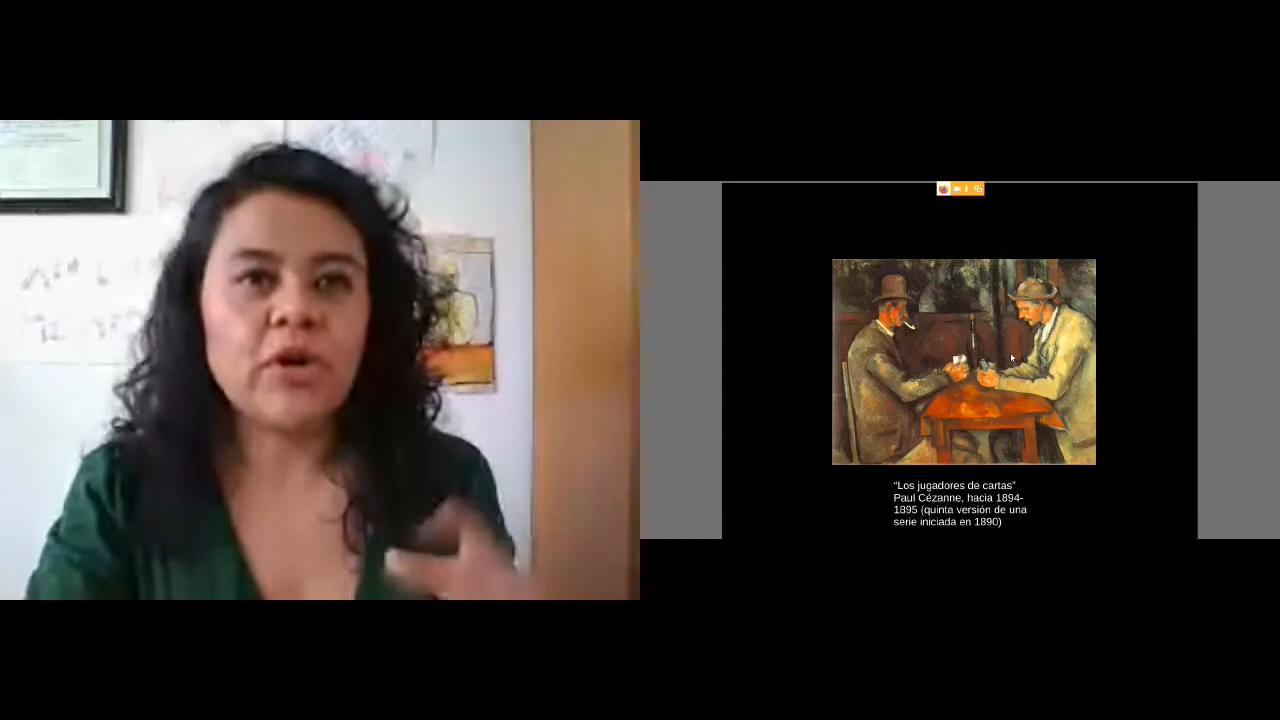 “Los jugadores de cartas”
Paul Cézanne, hacia 1894-
1895 (quinta versión de una
serie iniciada en 1890)